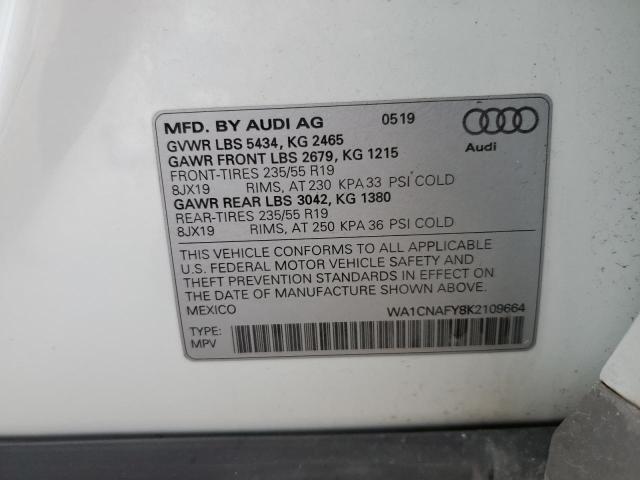 MFD. BY AUDI AG 0519
GVWR LBS 5434, KG 2465
GAWR FRONT LBS 2679, KG 1215
FRONT-TIRES 235/55 R19
8JX19 RIMS, AT 230 KPA 33 PSI COLD
GAWR REAR LBS 3042, KG 1380
REAR-TIRES 235/55 R19
8JX19 RIMS, AT 250 KPA 36 PSI COLD
Audi
THIS VEHICLE CONFORMS TO ALL APPLICABLE
U.S. FEDERAL MOTOR VEHICLE SAFETY AND
THEFT PREVENTION STANDARDS IN EFFECT ON
THE DATE OF MANUFACTURE SHOWN ABOVE.
MEXICO WA1CNAFY8K2109664
TYPE:
MPV